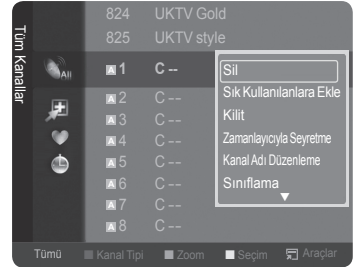 Tüm Kanallar
824 UKTV Gold
825 UKTV style
All
A 1 C --
A 2 C --
A 3 C --
A 4 C --
A 5 C --
A 6 C --
A 7 C --
A 8 C --
Sil
Sık Kullanılanlara Ekle
Kilit
Zamanlayıcıyla Seyretme
Kanal Adı Düzenleme
Sınıflama
Tümü Kanal Tipi Zoom Seçim Araçlar